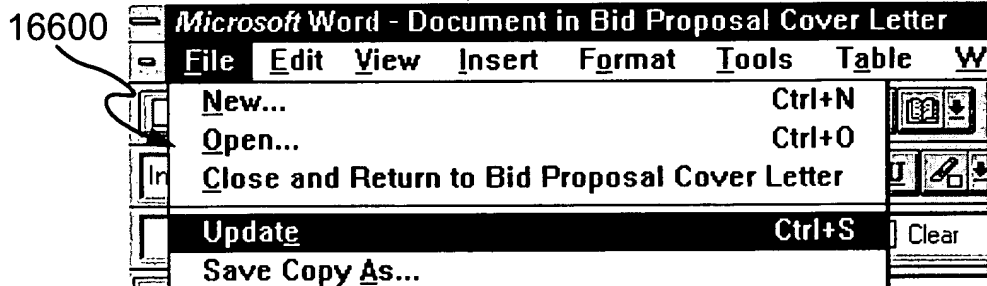 16600
Microsoft Word - Document in Bid Proposal Cover Letter
File Edit View Insert Format Tools Table W
New... Ctrl+N
Open... Ctrl+O
In Close and Return to Bid Proposal Cover Letter U
Update Ctrl+S Clear
Save Copy As...